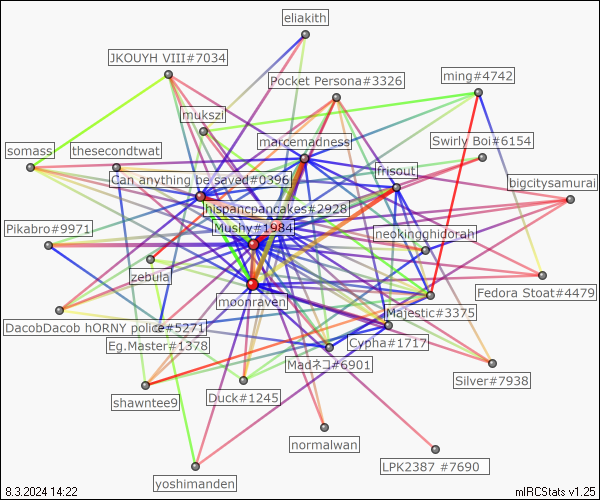 eliakith
JKOUYH VIII#7034
Pocket Persona#3326
ming#4742
mukszi
marcemadness
Swirly Boi#6154
somass
thesecondtwat
frisout
Can anything be saved#0396
bigcitysamurai
hispancpancakes#2928
Pikabro#9971
Mushy#1984
neokingghidorah
zebula
Fedora Stoat#4479
moonraven
Majestic#3375
DacobDacob hORNY police#5271
Eg.Master#1378
Cypha#1717
Madネコ#6901
Silver#7938
shawntee9
Duck#1245
normalwan
LPK2387 #7690
yoshimanden
8.3.2024 14:22
mIRCStats v1.25